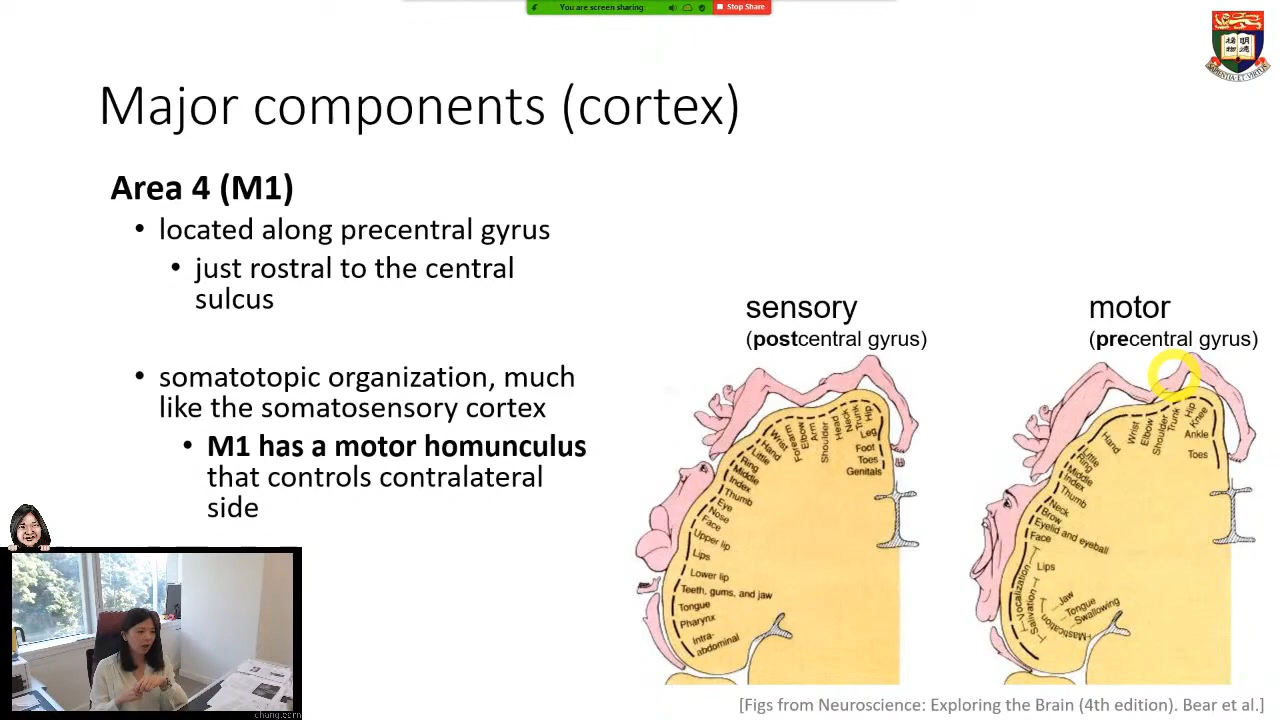 You are screen sharing
Stop Share
SAPIENTIA·ET·VIRTUS
Major components (cortex)
Area 4 (M1)
• located along precentral gyrus
• just rostral to the central
sulcus
• somatotopic organization, much
like the somatosensory cortex
• M1 has a motor homunculus
that controls contralateral
side
sensory
(postcentral gyrus)
Intra-
abdominal
Pharynx
Tongue
Teeth, gums, and jaw
Lower lip
Lips
Upper lip
Face
Nose
Eye
Thumb
Index
Middle
Ring
Little
Hand
Wrist
Forearm
Elbow
Arm
Shoulder
Head
Neck
Trunk
Hip
Leg
Foot
Toes
Genitals
motor
(precentral gyrus)
Toes
Ankle
Knee
Hip
Trunk
Shoulder
Elbow
Wrist
Hand
Little
Ring
Middle
Index
Thumb
Neck
Brow
Eyelid and eyeball
Face
Lips
Vocalization
Salivation
Mastication
Jaw
Tongue
Swallowing
[Figs from Neuroscience: Exploring the Brain (4th edition). Bear et al.]